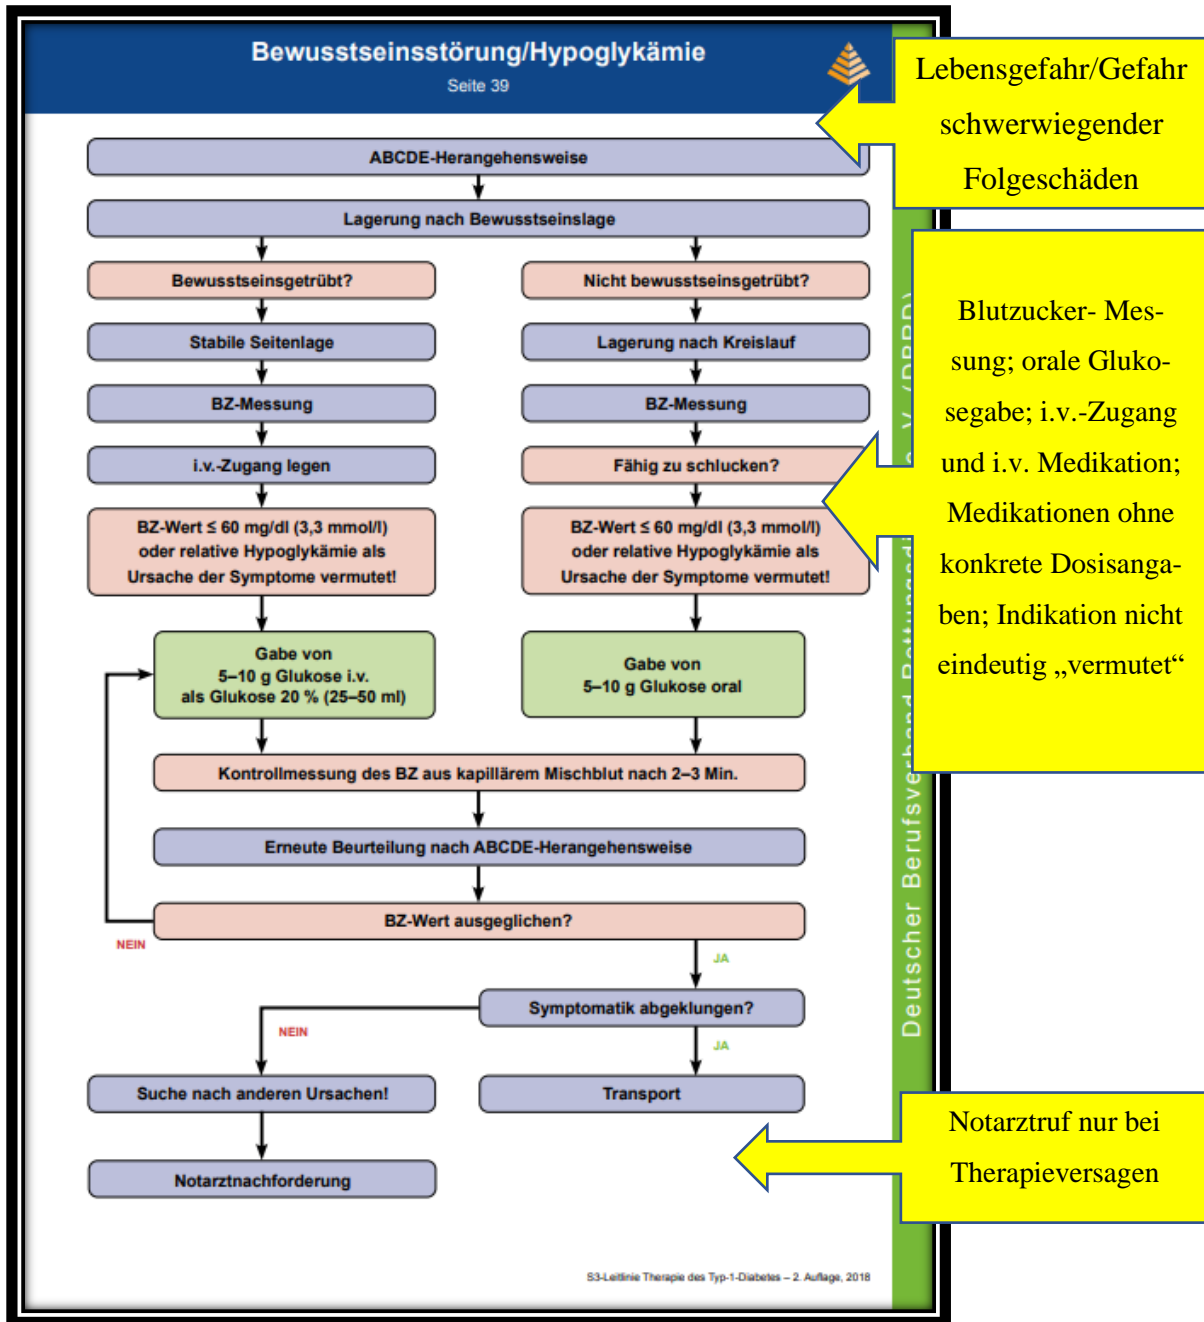 Bewusstseinsstörung/Hypoglykämie
Seite 39
Lebensgefahr/Gefahr
schwerwiegender
Folgeschäden
ABCDE-Herangehensweise
Lagerung nach Bewusstseinslage
Bewusstseinsgetrübt?
Nicht bewusstseinsgetrübt?
Stabile Seitenlage
Lagerung nach Kreislauf
BZ-Messung
BZ-Messung
i.v.-Zugang legen
Fähig zu schlucken?
BZ-Wert ≤ 60 mg/dl (3,3 mmol/l)
oder relative Hypoglykämie als
Ursache der Symptome vermutet!
BZ-Wert ≤ 60 mg/dl (3,3 mmol/l)
oder relative Hypoglykämie als
Ursache der Symptome vermutet!
Blutzucker- Mes-
sung; orale Gluko-
segabe; i.v.-Zugang
und i.v. Medikation;
Medikationen ohne
konkrete Dosisanga-
ben; Indikation nicht
eindeutig „vermutet“
Gabe von
5–10 g Glukose i.v.
als Glukose 20 % (25–50 ml)
Gabe von
5–10 g Glukose oral
Kontrollmessung des BZ aus kapillärem Mischblut nach 2–3 Min.
Erneute Beurteilung nach ABCDE-Herangehensweise
BZ-Wert ausgeglichen?
NEIN
JA
Symptomatik abgeklungen?
NEIN
JA
Suche nach anderen Ursachen!
Transport
Notarztnachforderung
Notarztruf nur bei
Therapieversagen
S3-Leitlinie Therapie des Typ-1-Diabetes – 2. Auflage, 2018
Deutscher Berufsverband